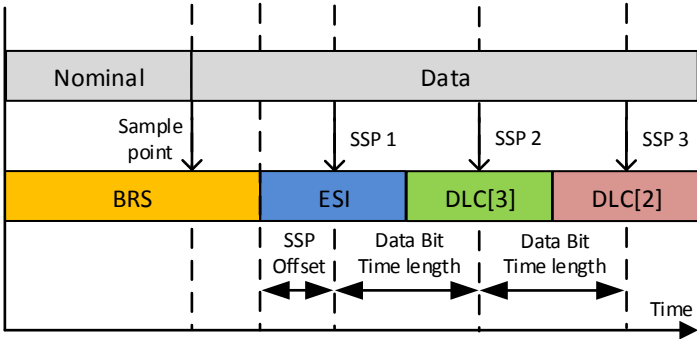 Nominal
Data
Sample
point
SSP 1
SSP 2
SSP 3
BRS
ESI
DLC[3]
DLC[2]
SSP
Offset
Data Bit
Time length
Data Bit
Time length
Time